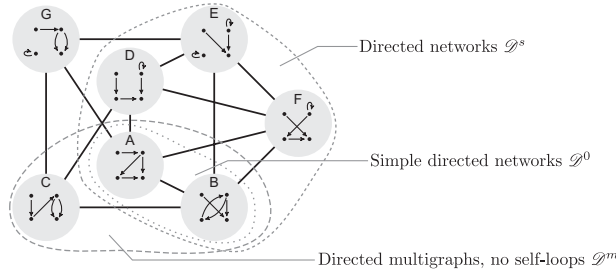 G
E
Directed networks 𝒟ˢ
D
F
A
Simple directed networks 𝒟⁰
C
B
Directed multigraphs, no self-loops 𝒟ᵐ